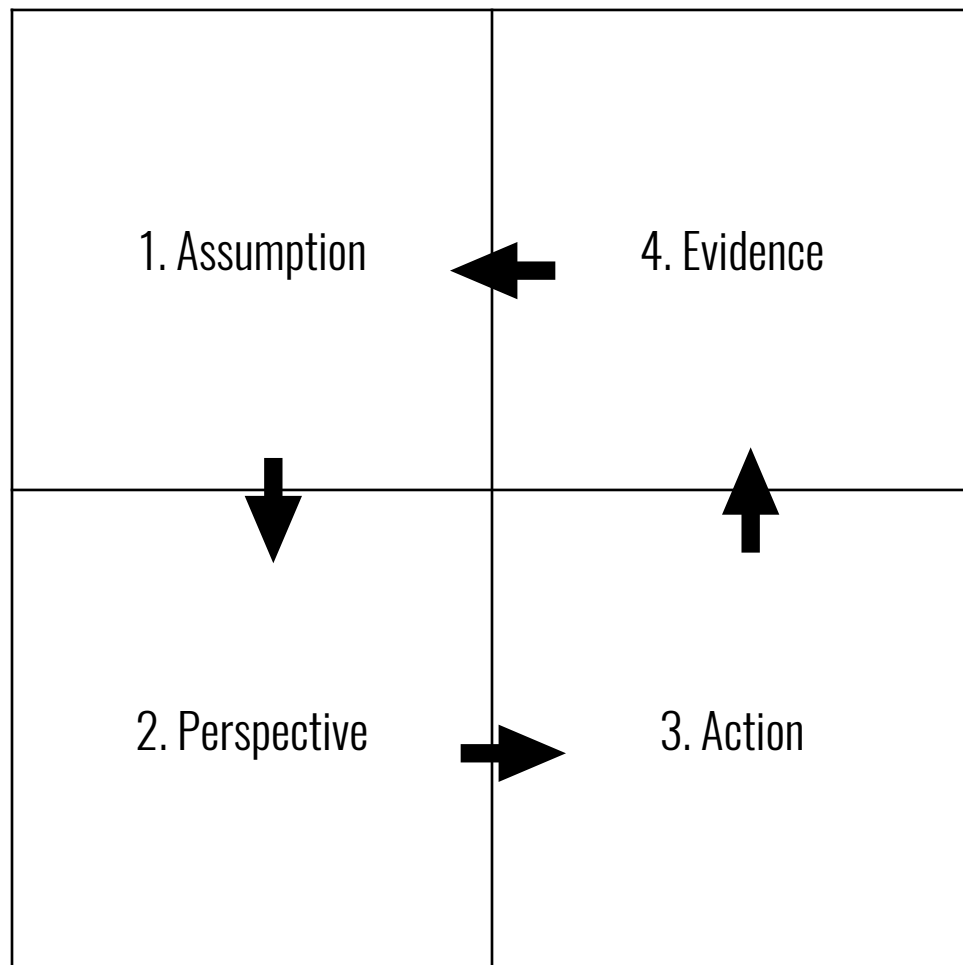 1. Assumption
4. Evidence
2. Perspective
3. Action